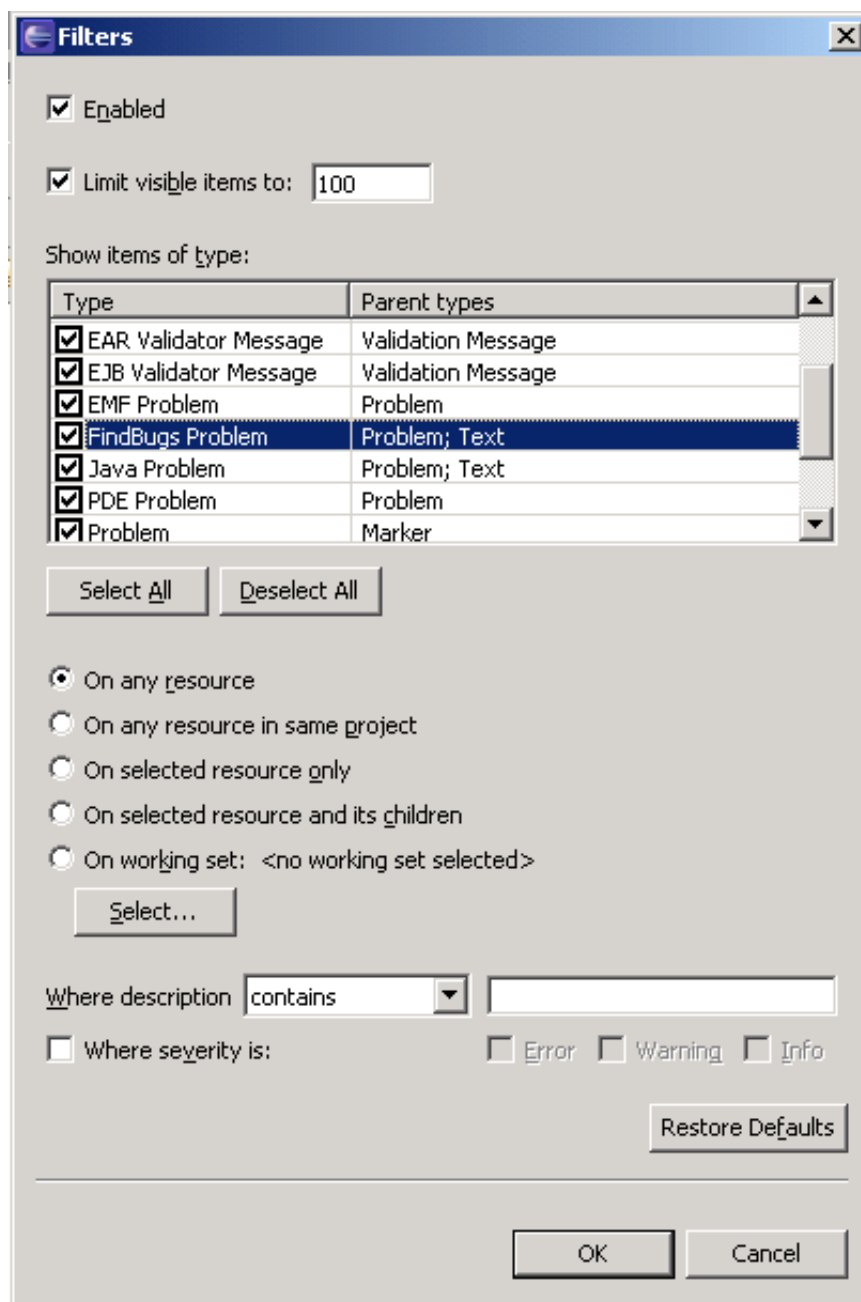 Filters
Enabled
Limit visible items to: 100
Show items of type:
Type Parent types
EAR Validator Message Validation Message
EJB Validator Message Validation Message
EMF Problem Problem
FindBugs Problem Problem; Text
Java Problem Problem; Text
PDE Problem Problem
Problem Marker
Select All Deselect All
On any resource
On any resource in same project
On selected resource only
On selected resource and its children
On working set: <no working set selected>
Select...
Where description contains
Where severity is: Error Warning Info
Restore Defaults
OK Cancel